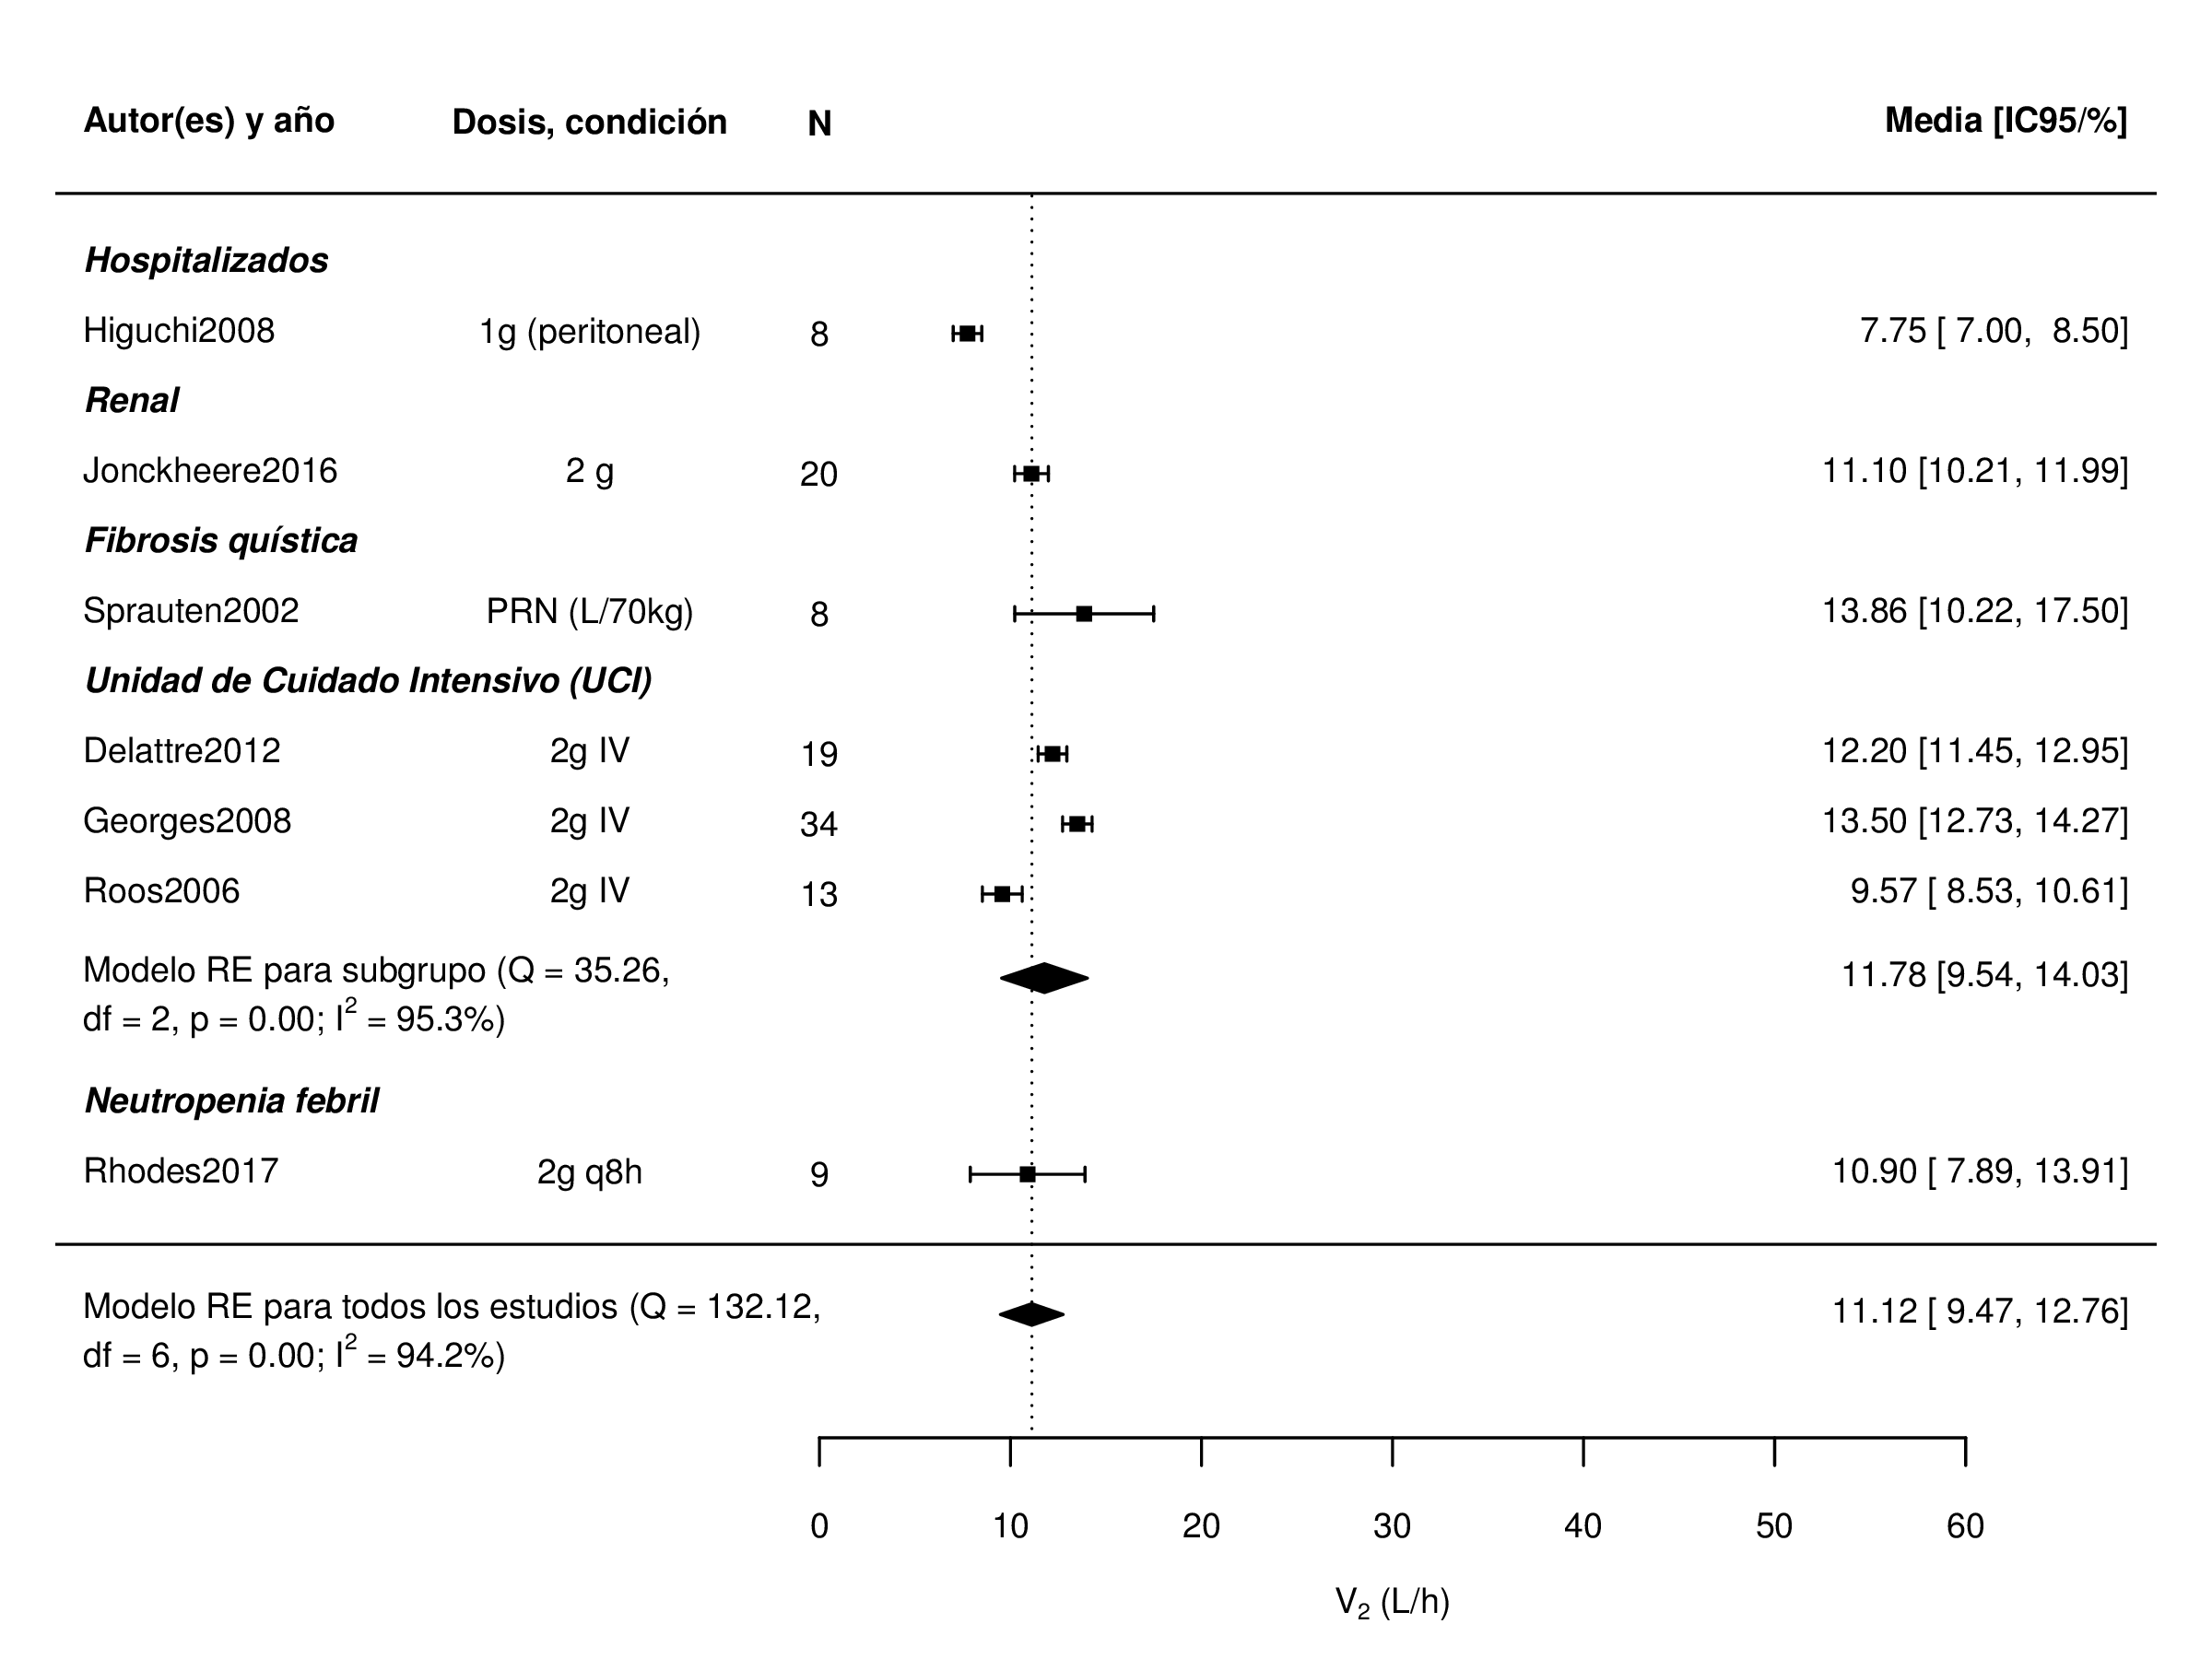 Autor(es) y año Dosis, condición N Media [IC95/%]
Hospitalizados
Higuchi2008 1g (peritoneal) 8 7.75 [ 7.00, 8.50]
Renal
Jonckheere2016 2 g 20 11.10 [10.21, 11.99]
Fibrosis quística
Sprauten2002 PRN (L/70kg) 8 13.86 [10.22, 17.50]
Unidad de Cuidado Intensivo (UCI)
Delattre2012 2g IV 19 12.20 [11.45, 12.95]
Georges2008 2g IV 34 13.50 [12.73, 14.27]
Roos2006 2g IV 13 9.57 [ 8.53, 10.61]
Modelo RE para subgrupo (Q = 35.26, 11.78 [9.54, 14.03]
df = 2, p = 0.00; I² = 95.3%)
Neutropenia febril
Rhodes2017 2g q8h 9 10.90 [ 7.89, 13.91]
Modelo RE para todos los estudios (Q = 132.12, 11.12 [ 9.47, 12.76]
df = 6, p = 0.00; I² = 94.2%)
0 10 20 30 40 50 60
V₂ (L/h)